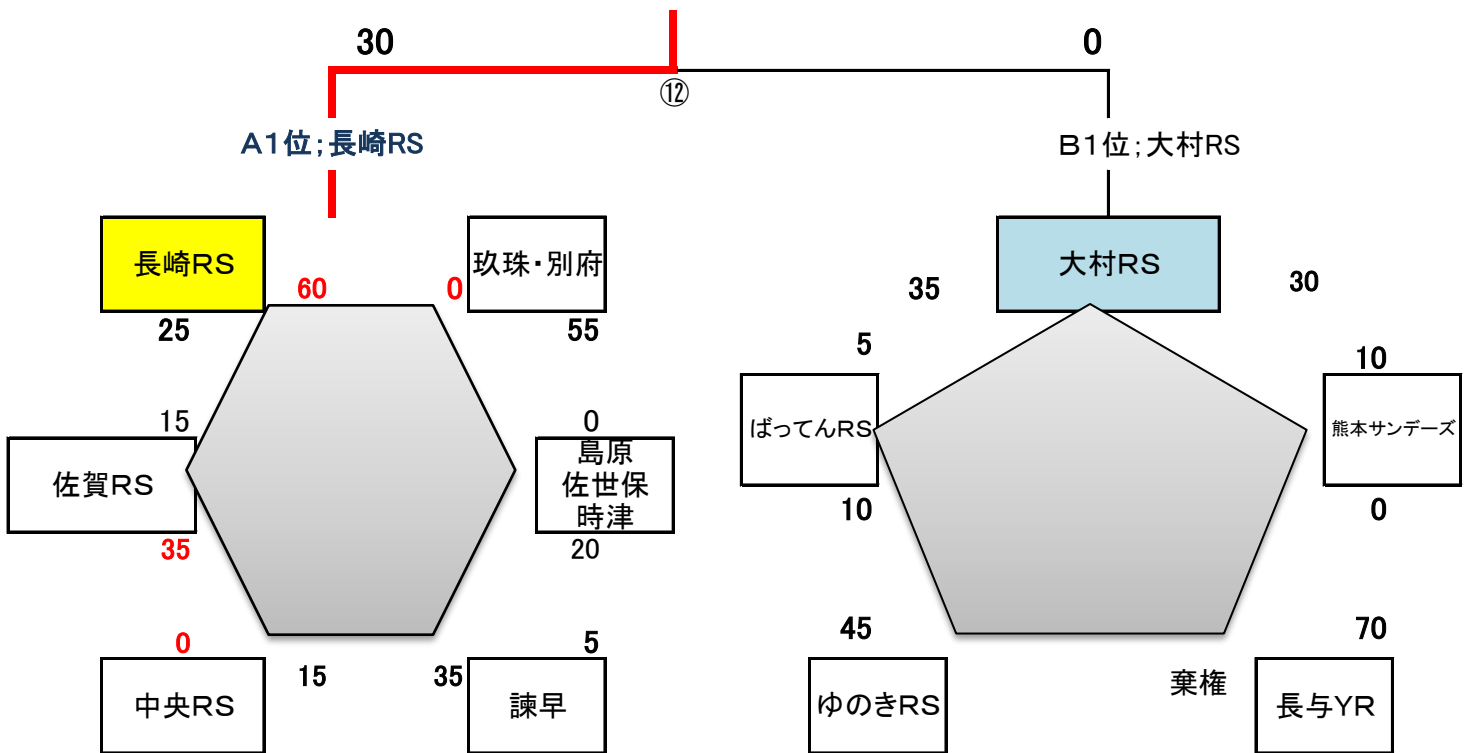 30
0
⑫
A1位;長崎RS
B1位;大村RS
長崎RS
玖珠・別府
大村RS
60
0
35
30
25
55
5
10
15
0
ばってんRS
熊本サンデーズ
佐賀RS
島原
佐世保
時津
10
0
35
20
0
5
45
70
15
35
棄権
中央RS
諫早
ゆのきRS
長与YR